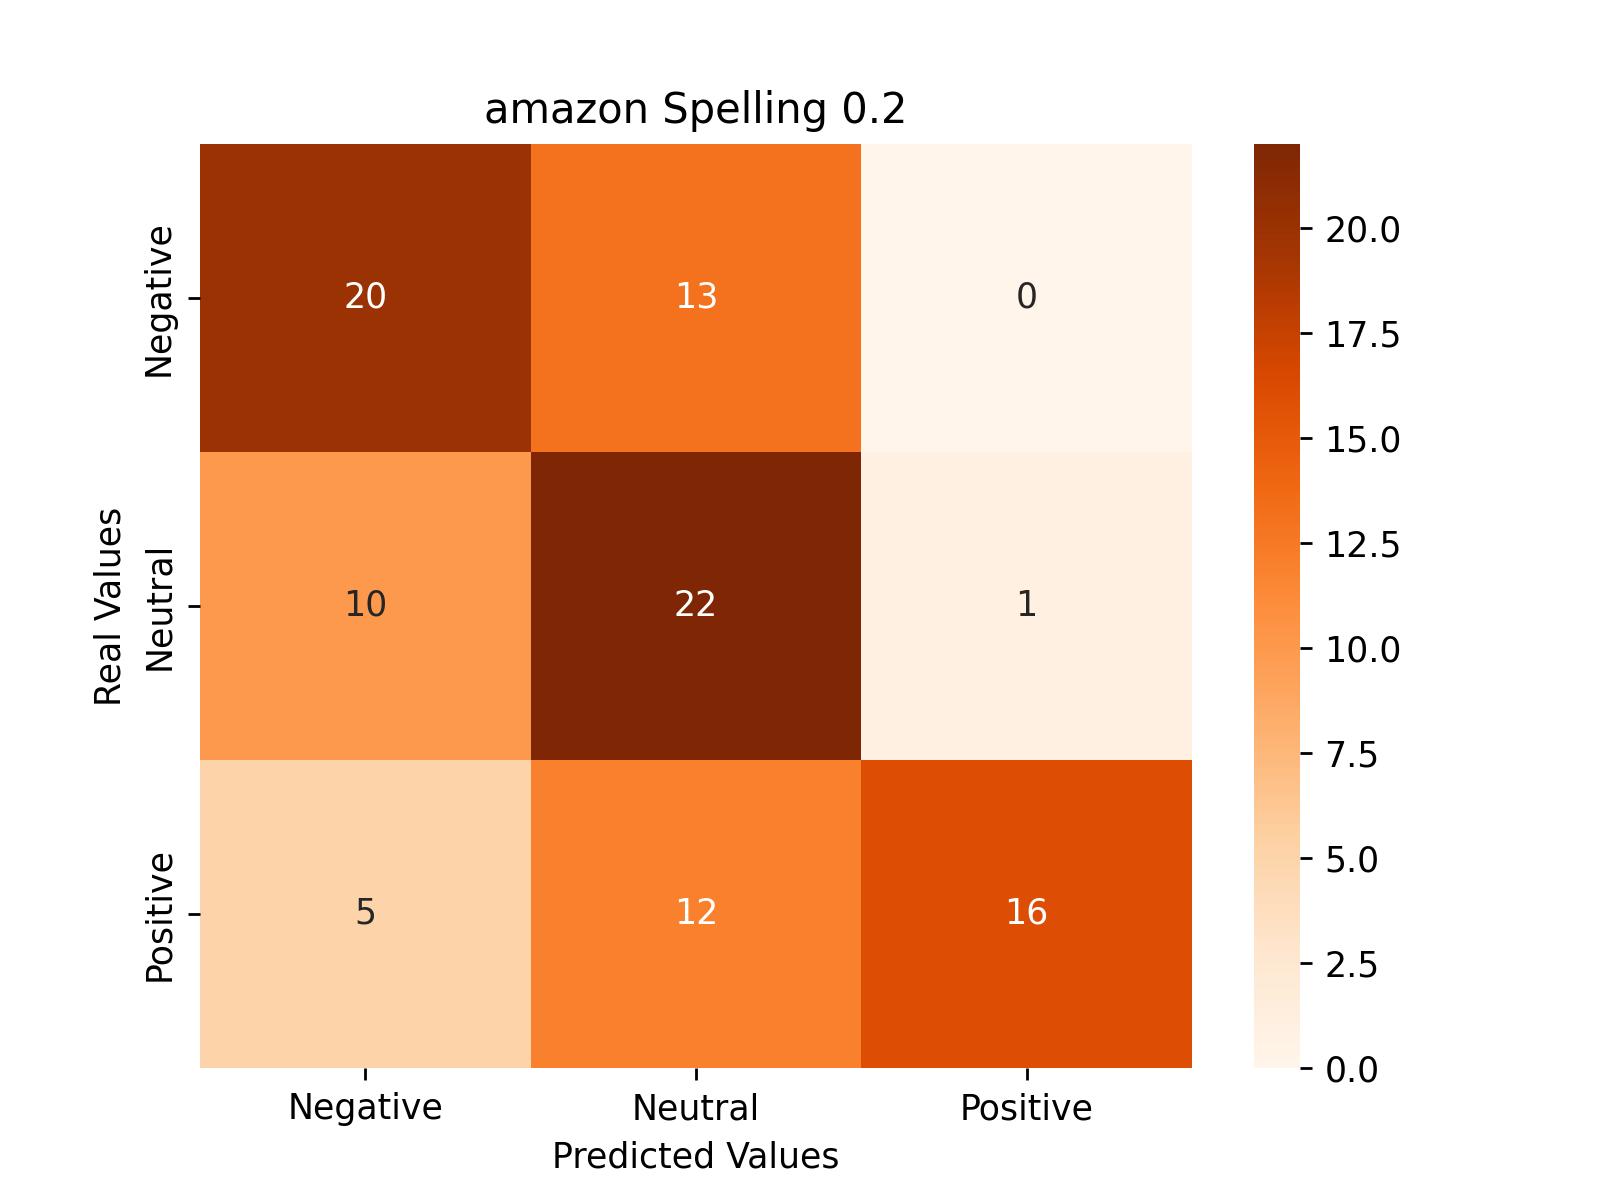 amazon Spelling 0.2
Real Values
Negative
20 13 0
Neutral
10 22 1
Positive
5 12 16
Negative Neutral Positive
Predicted Values
20.0
17.5
15.0
12.5
10.0
7.5
5.0
2.5
0.0